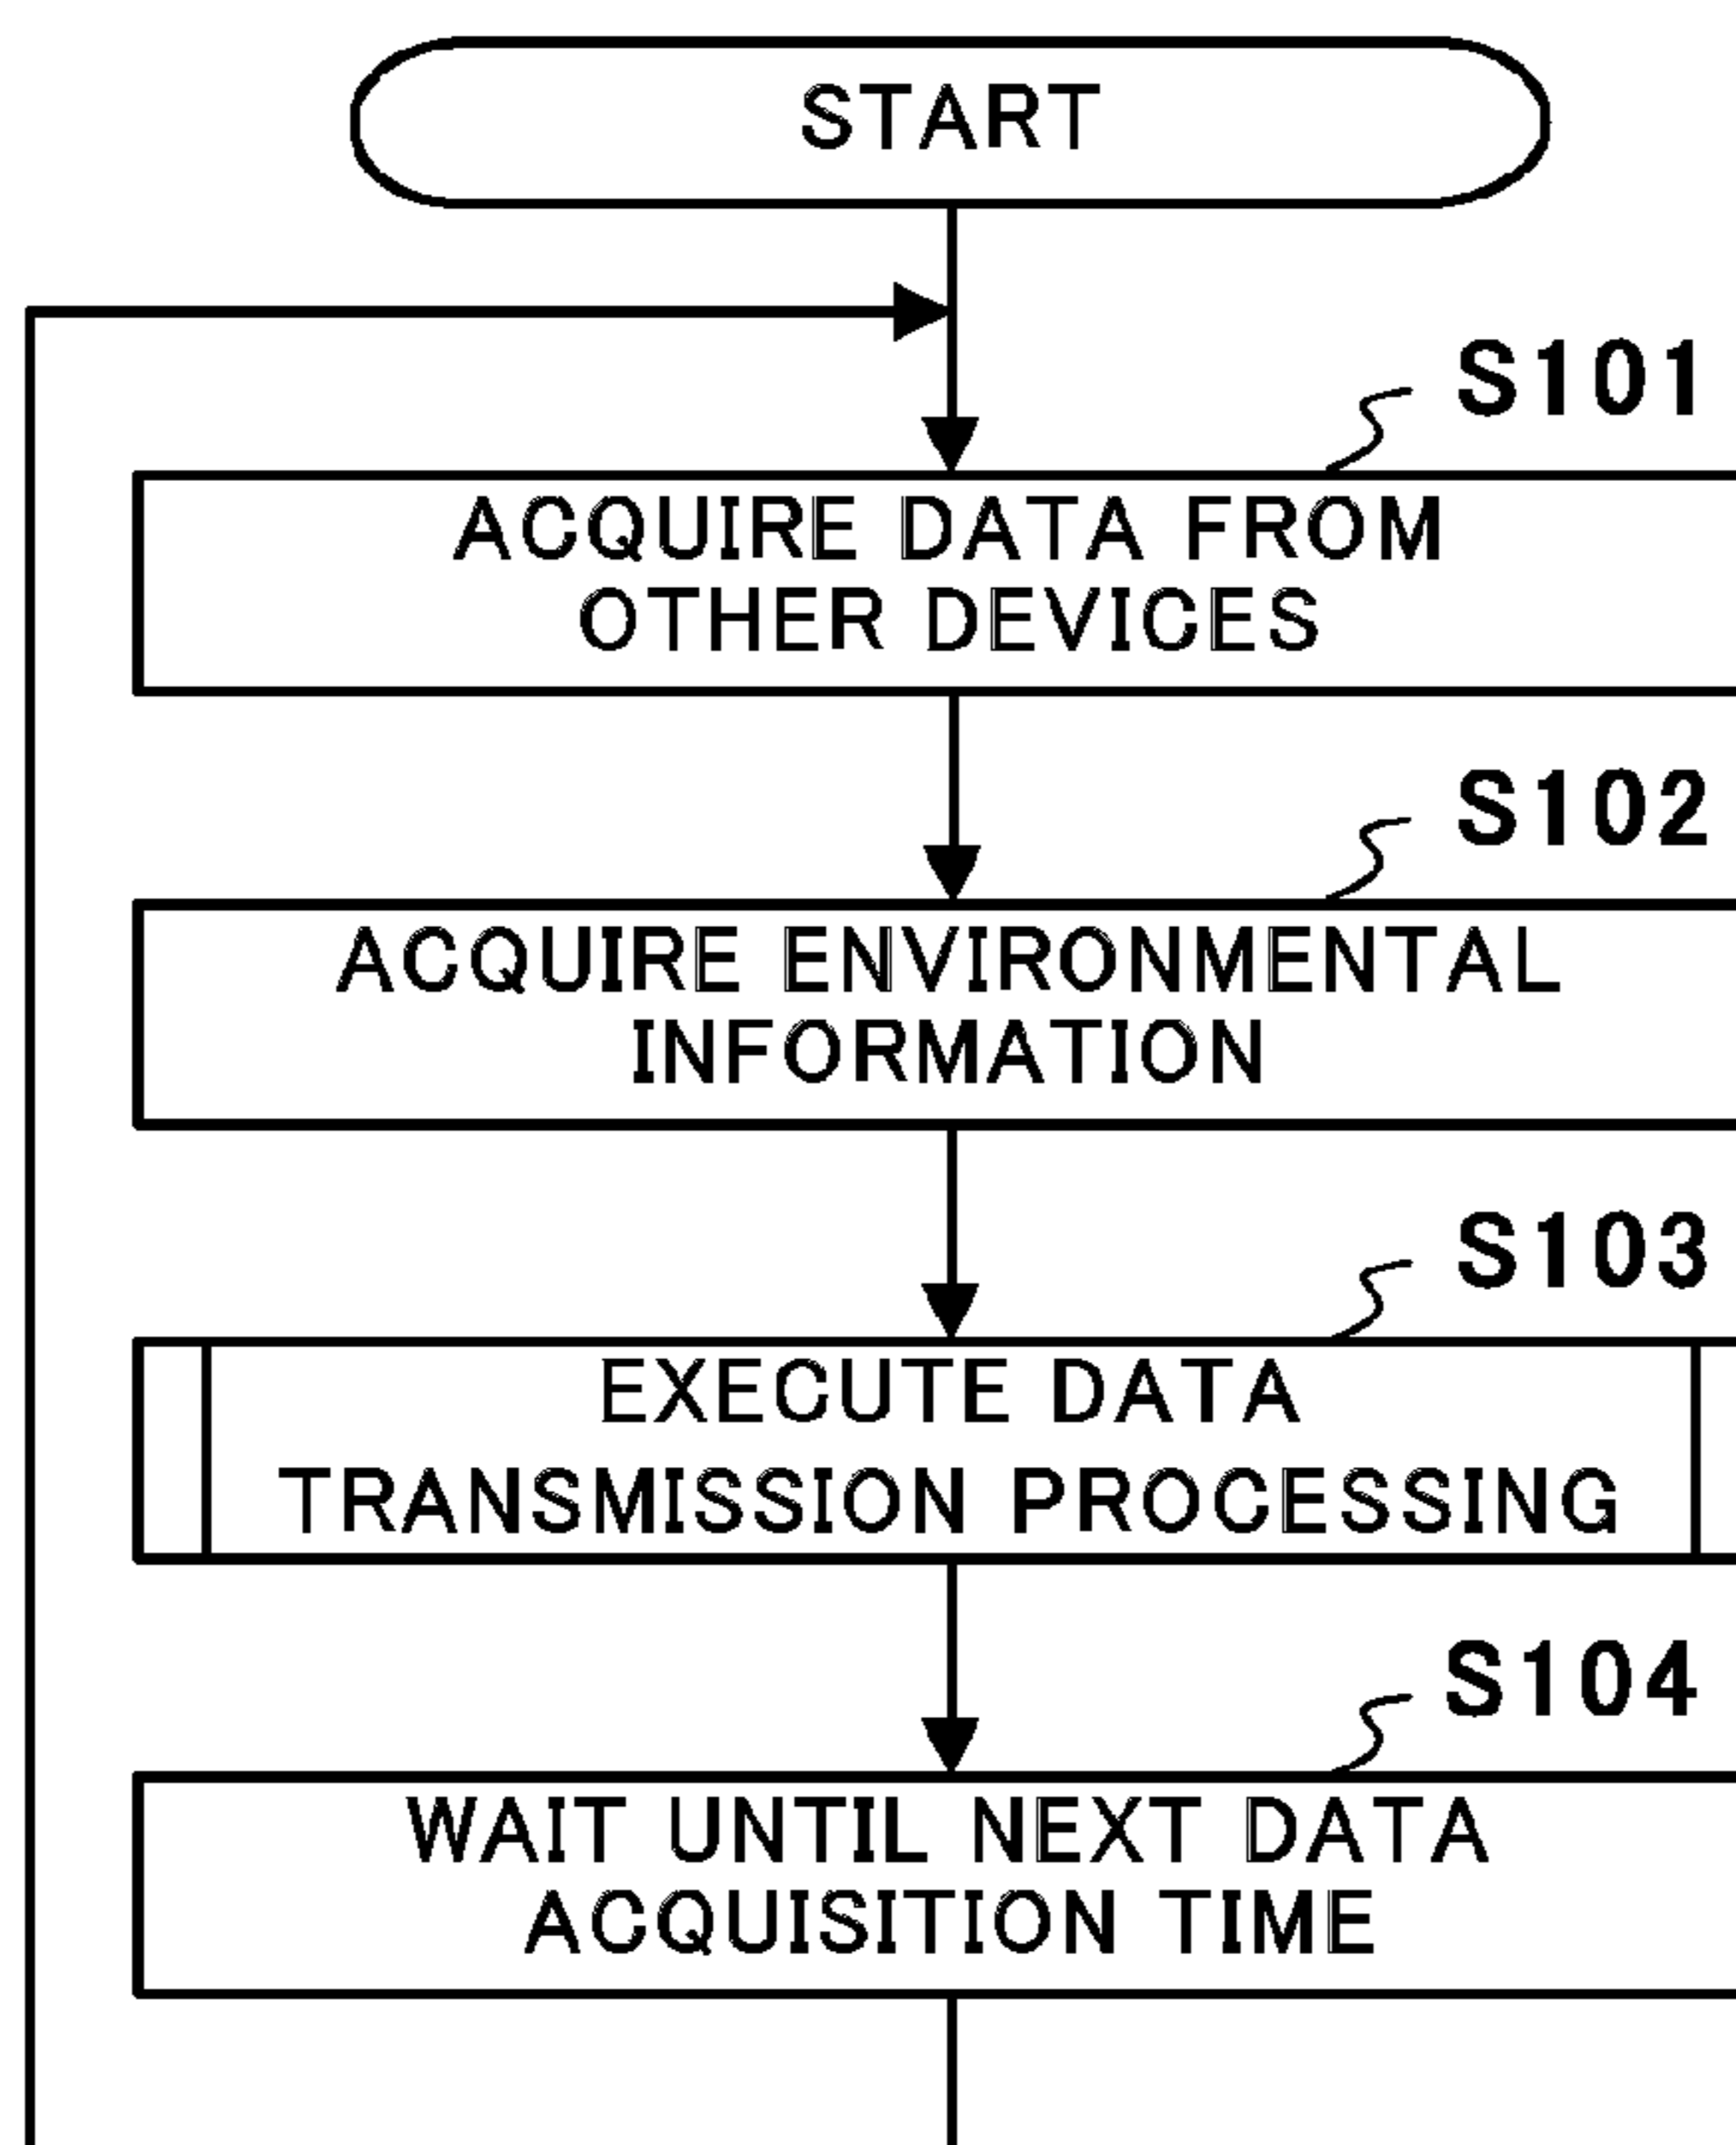 START
S101
ACQUIRE DATA FROM
OTHER DEVICES
S102
ACQUIRE ENVIRONMENTAL
INFORMATION
S103
EXECUTE DATA
TRANSMISSION PROCESSING
S104
WAIT UNTIL NEXT DATA
ACQUISITION TIME